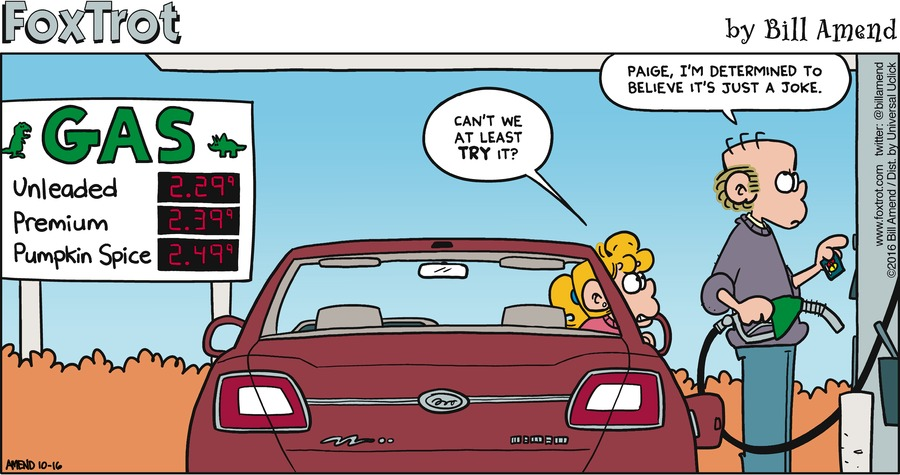 FoxTrot
by Bill Amend
GAS
Unleaded 2.29⁹
Premium 2.39⁹
Pumpkin Spice 2.49⁹
CAN'T WE
AT LEAST
TRY IT?
PAIGE, I'M DETERMINED TO
BELIEVE IT'S JUST A JOKE.
www.foxtrot.com twitter: @billamend
©2016 Bill Amend / Dist. by Universal Uclick
AMEND 10-16